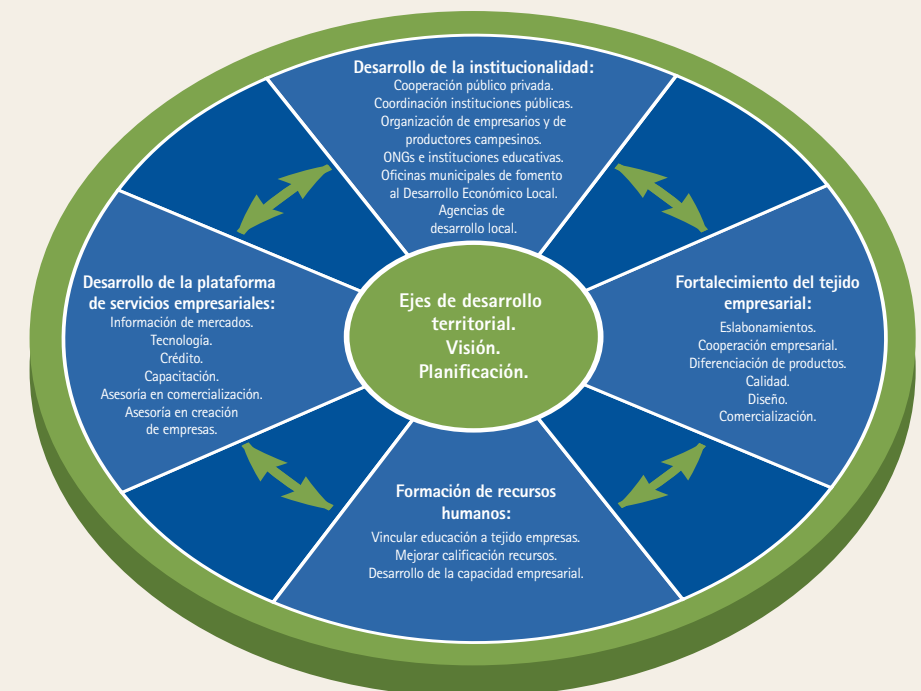 Desarrollo de la institucionalidad:
Cooperación público privada.
Coordinación instituciones públicas.
Organización de empresarios y de
productores campesinos.
ONGs e instituciones educativas.
Oficinas municipales de fomento
al Desarrollo Económico Local.
Agencias de
desarrollo local.
Desarrollo de la plataforma
de servicios empresariales:
Información de mercados.
Tecnología.
Crédito.
Capacitación.
Asesoría en comercialización.
Asesoría en creación
de empresas.
Ejes de desarrollo
territorial.
Visión.
Planificación.
Fortalecimiento del tejido
empresarial:
Eslabonamientos.
Cooperación empresarial.
Diferenciación de productos.
Calidad.
Diseño.
Comercialización.
Formación de recursos
humanos:
Vincular educación a tejido empresas.
Mejorar calificación recursos.
Desarrollo de la capacidad empresarial.